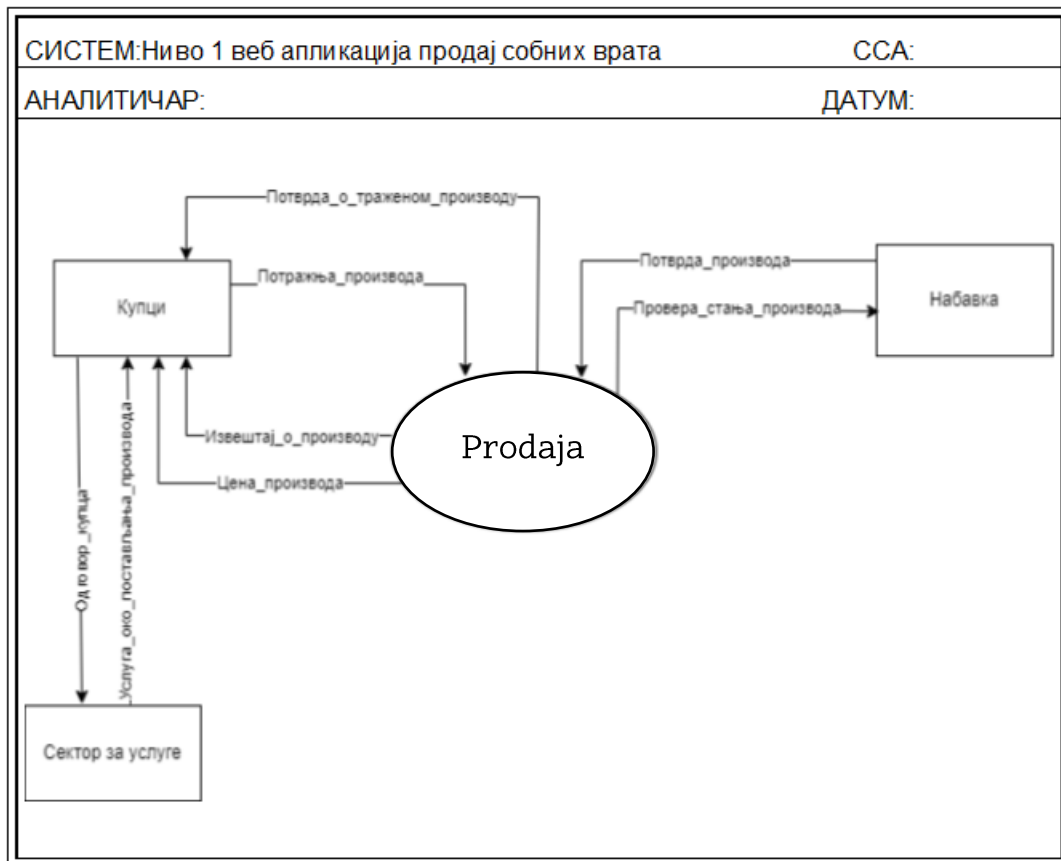 СИСТЕМ:Ниво 1 веб апликација продај собних врата ССА:
АНАЛИТИЧАР: ДАТУМ:
Потврда_о_траженом_производу
Потврда_производа
Потражња_производа
Купци
Набавка
Провера_стања_производа
Извештај_о_производу
Prodaja
Цена_производа
Одговор_купца
Услуга_око_постављања_производа
Сектор за услуге